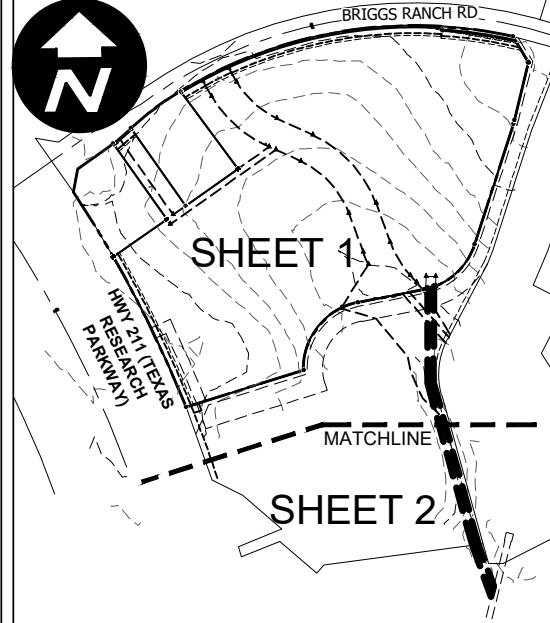 BRIGGS RANCH RD
N
SHEET 1
HWY 211 (TEXAS
RESEARCH
PARKWAY)
MATCHLINE
SHEET 2